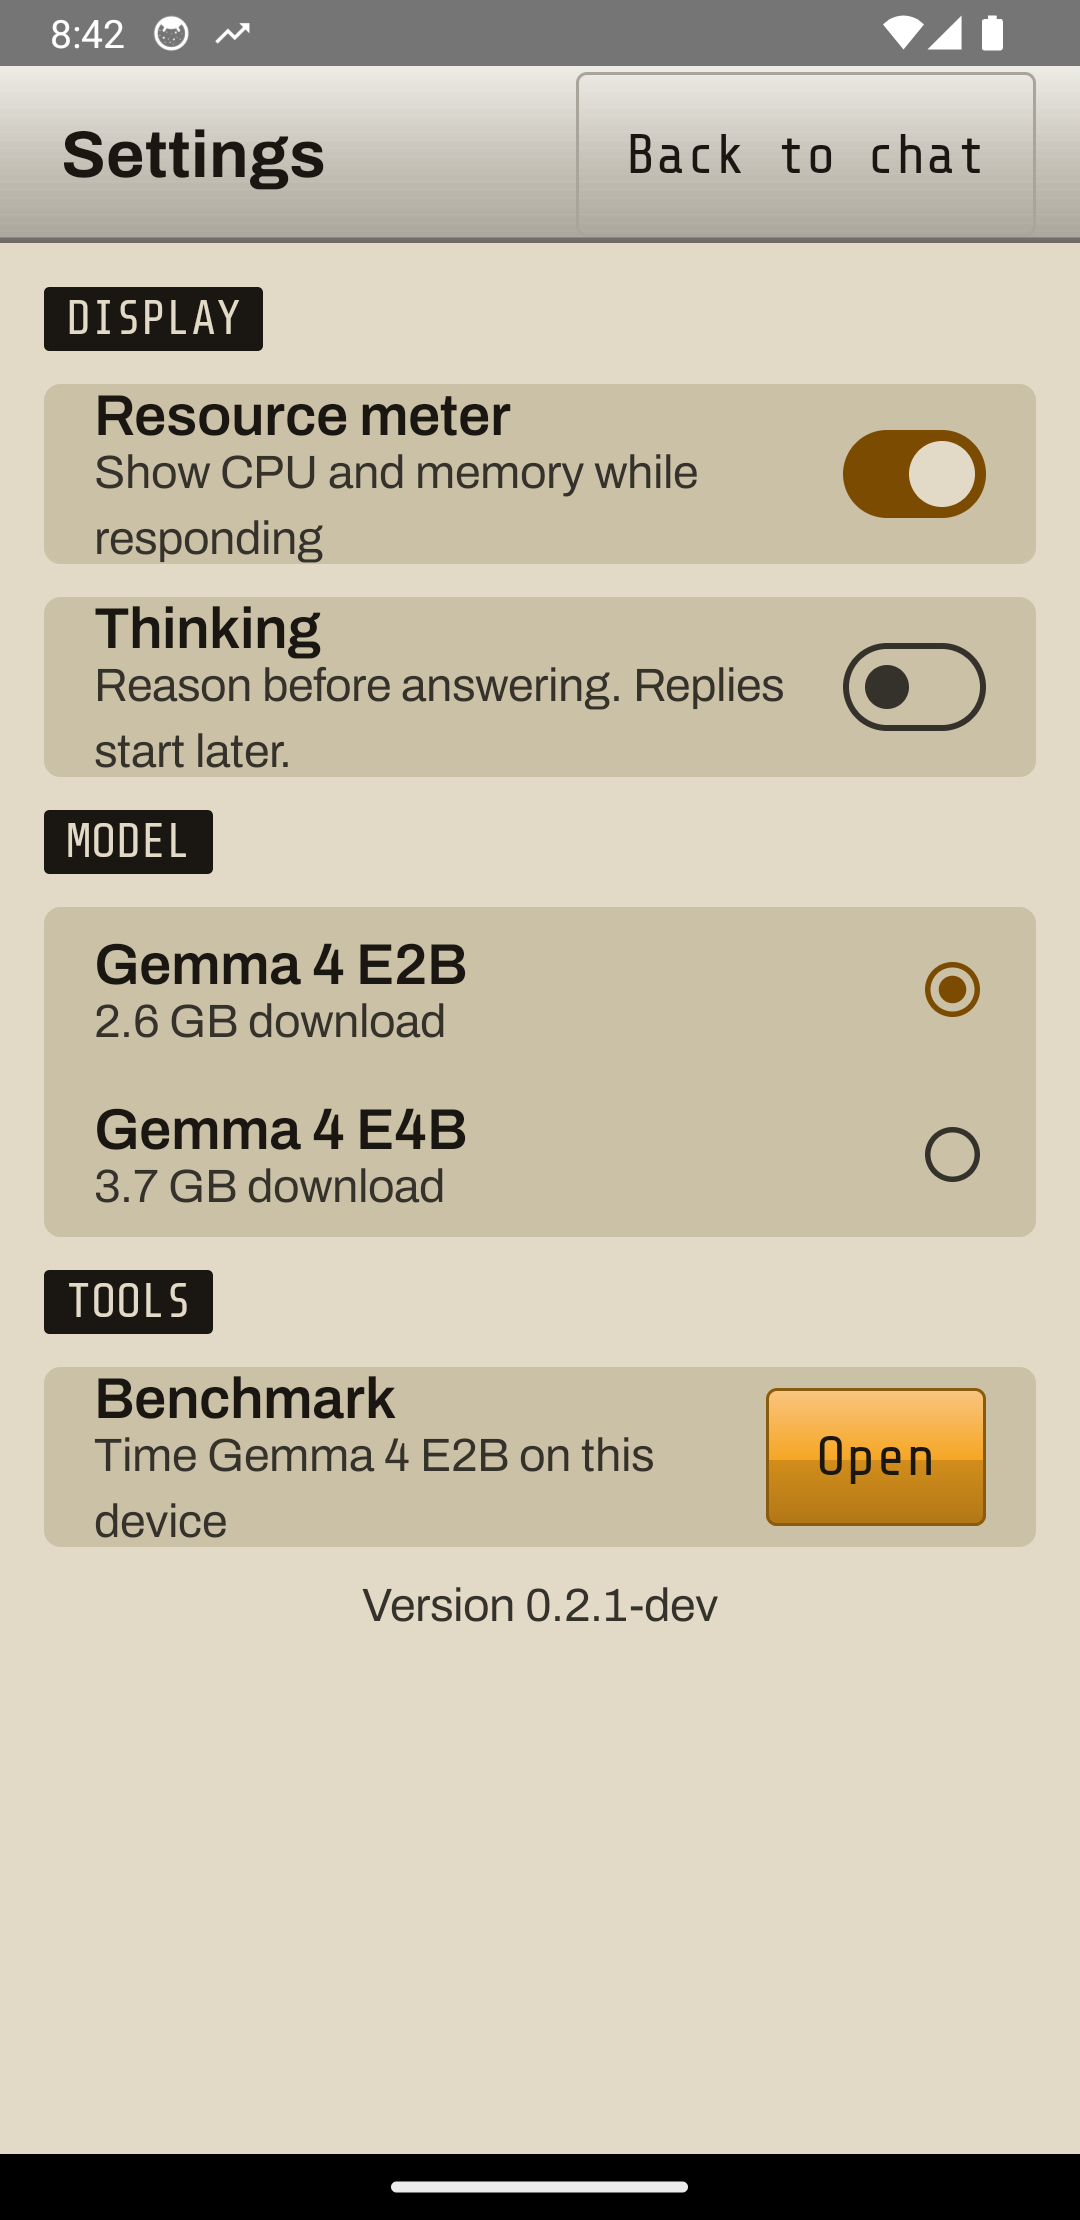 8:42
Settings
Back to chat
DISPLAY
Resource meter
Show CPU and memory while
responding
Thinking
Reason before answering. Replies
start later.
MODEL
Gemma 4 E2B
2.6 GB download
Gemma 4 E4B
3.7 GB download
TOOLS
Benchmark
Time Gemma 4 E2B on this
device
Open
Version 0.2.1-dev